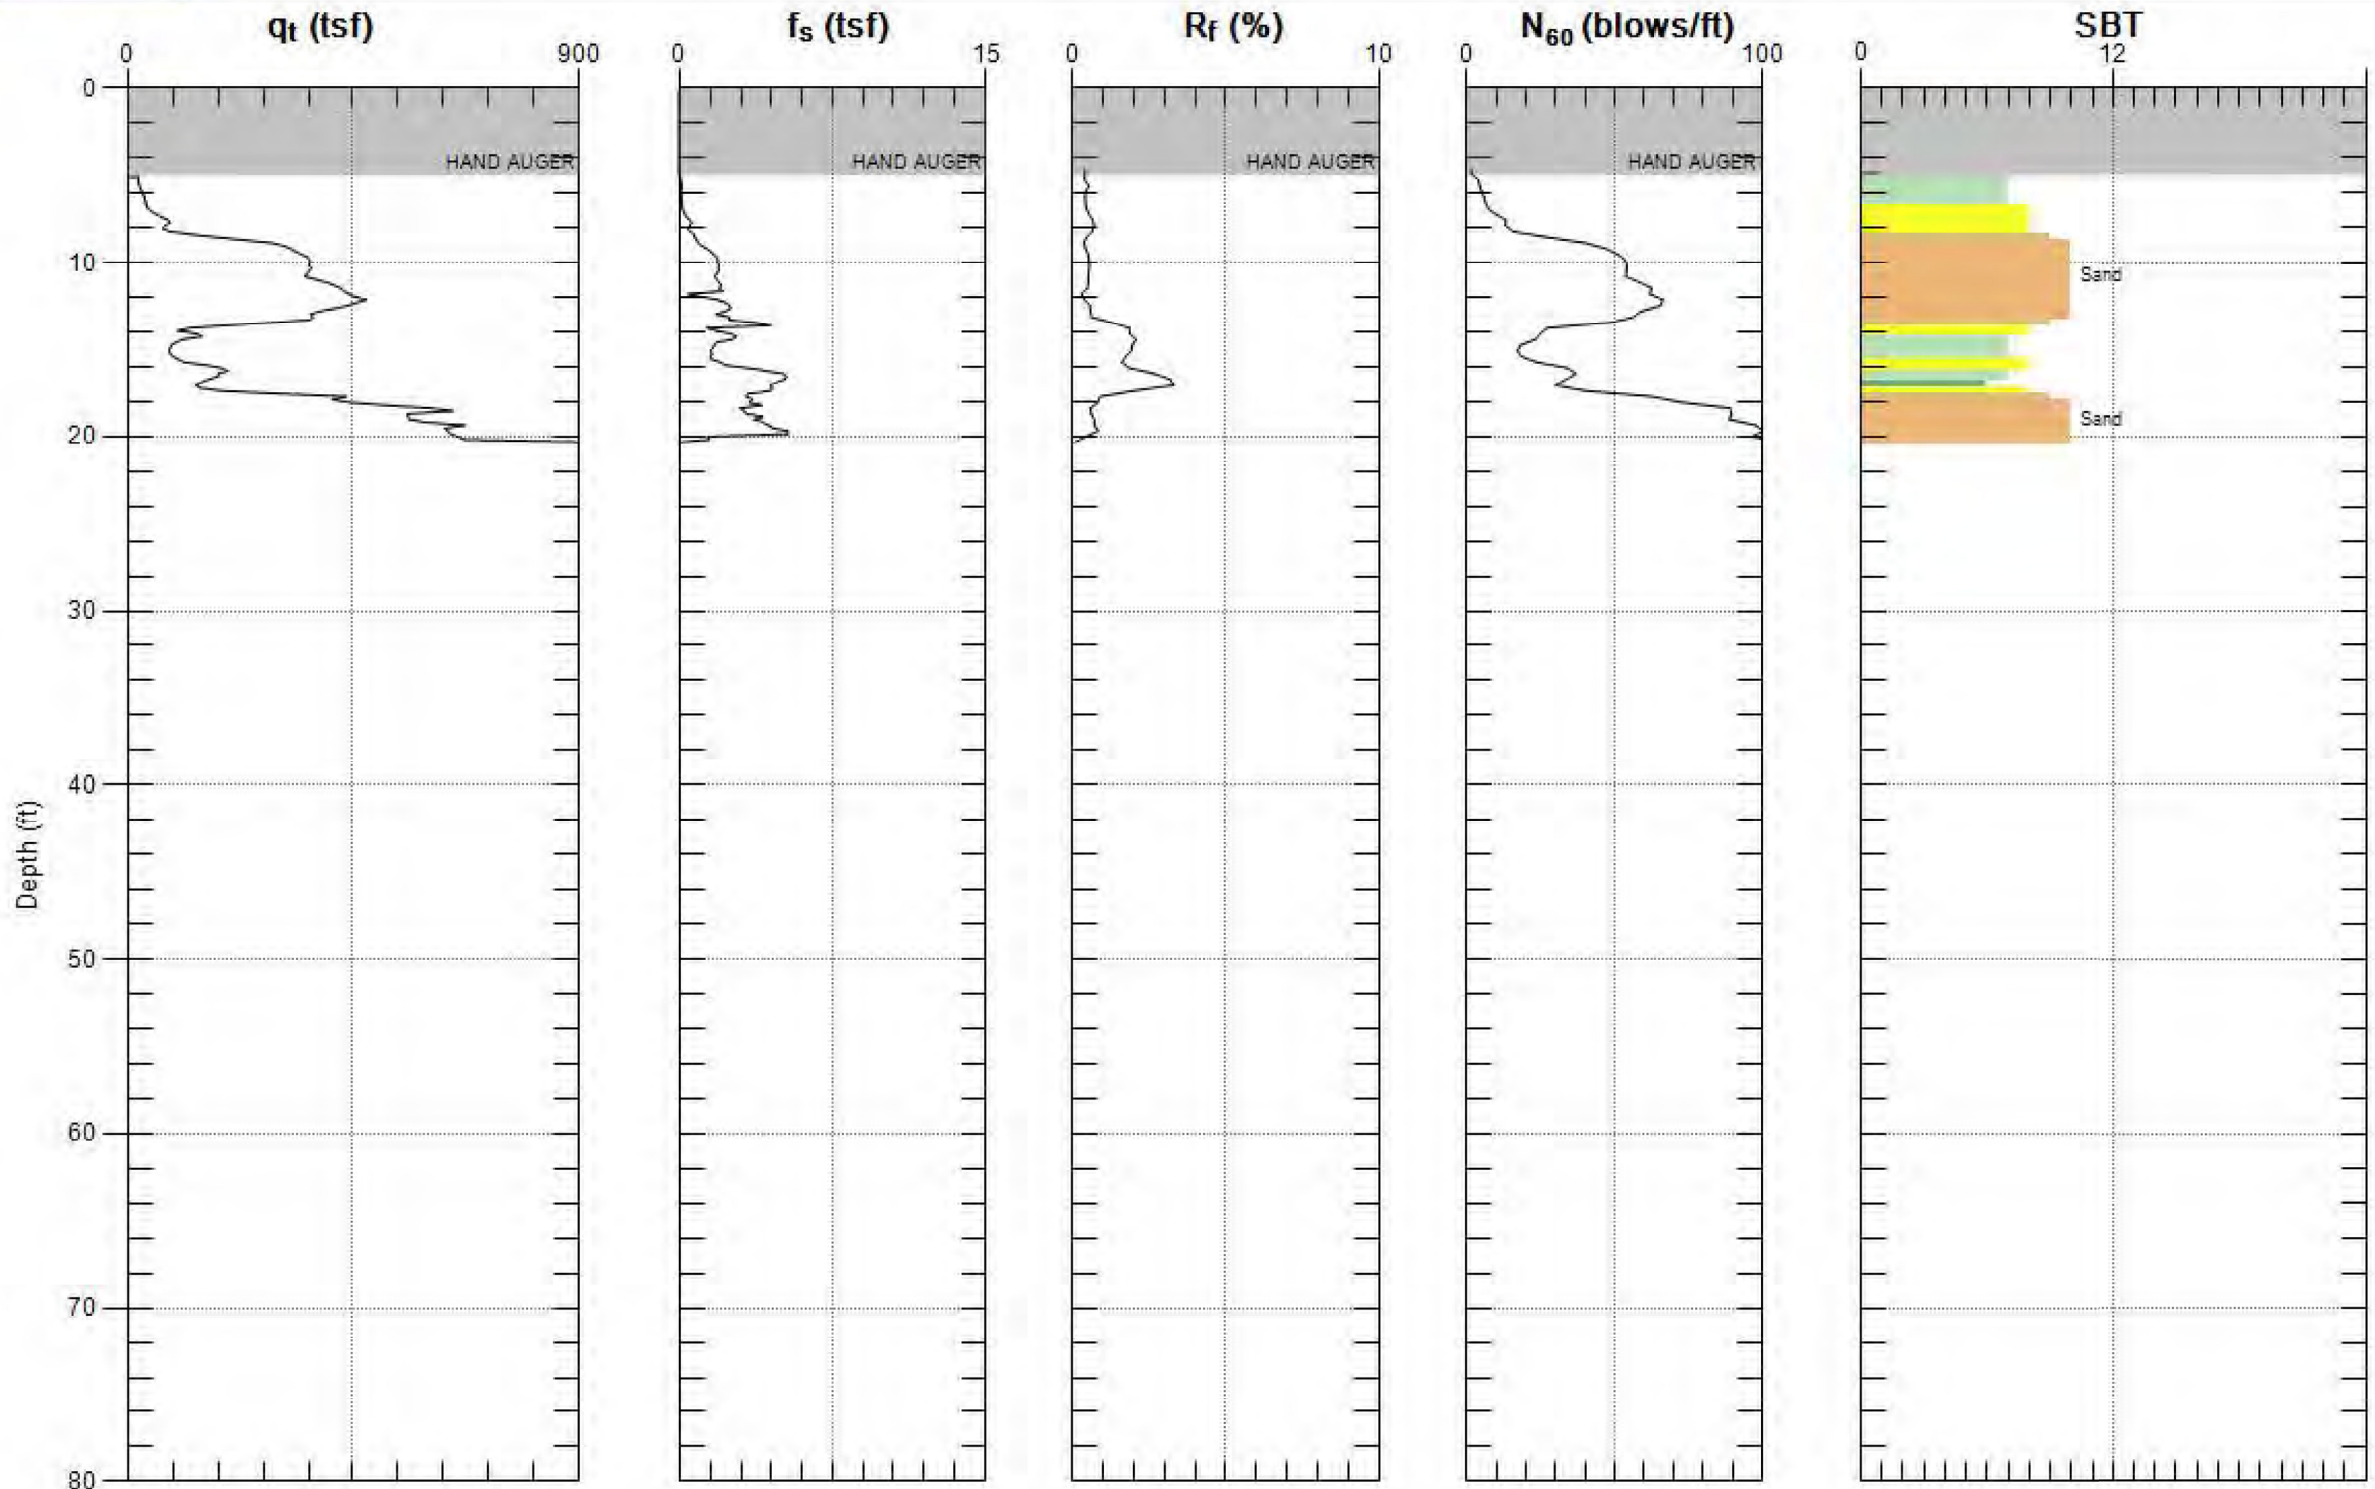 qt (tsf) fs (tsf) Rf (%) N60 (blows/ft) SBT
0 900 0 15 0 10 0 100 0 12
0
HAND AUGER HAND AUGER HAND AUGER HAND AUGER
10
Sand
Sand
20
30
40
Depth (ft)
50
60
70
80